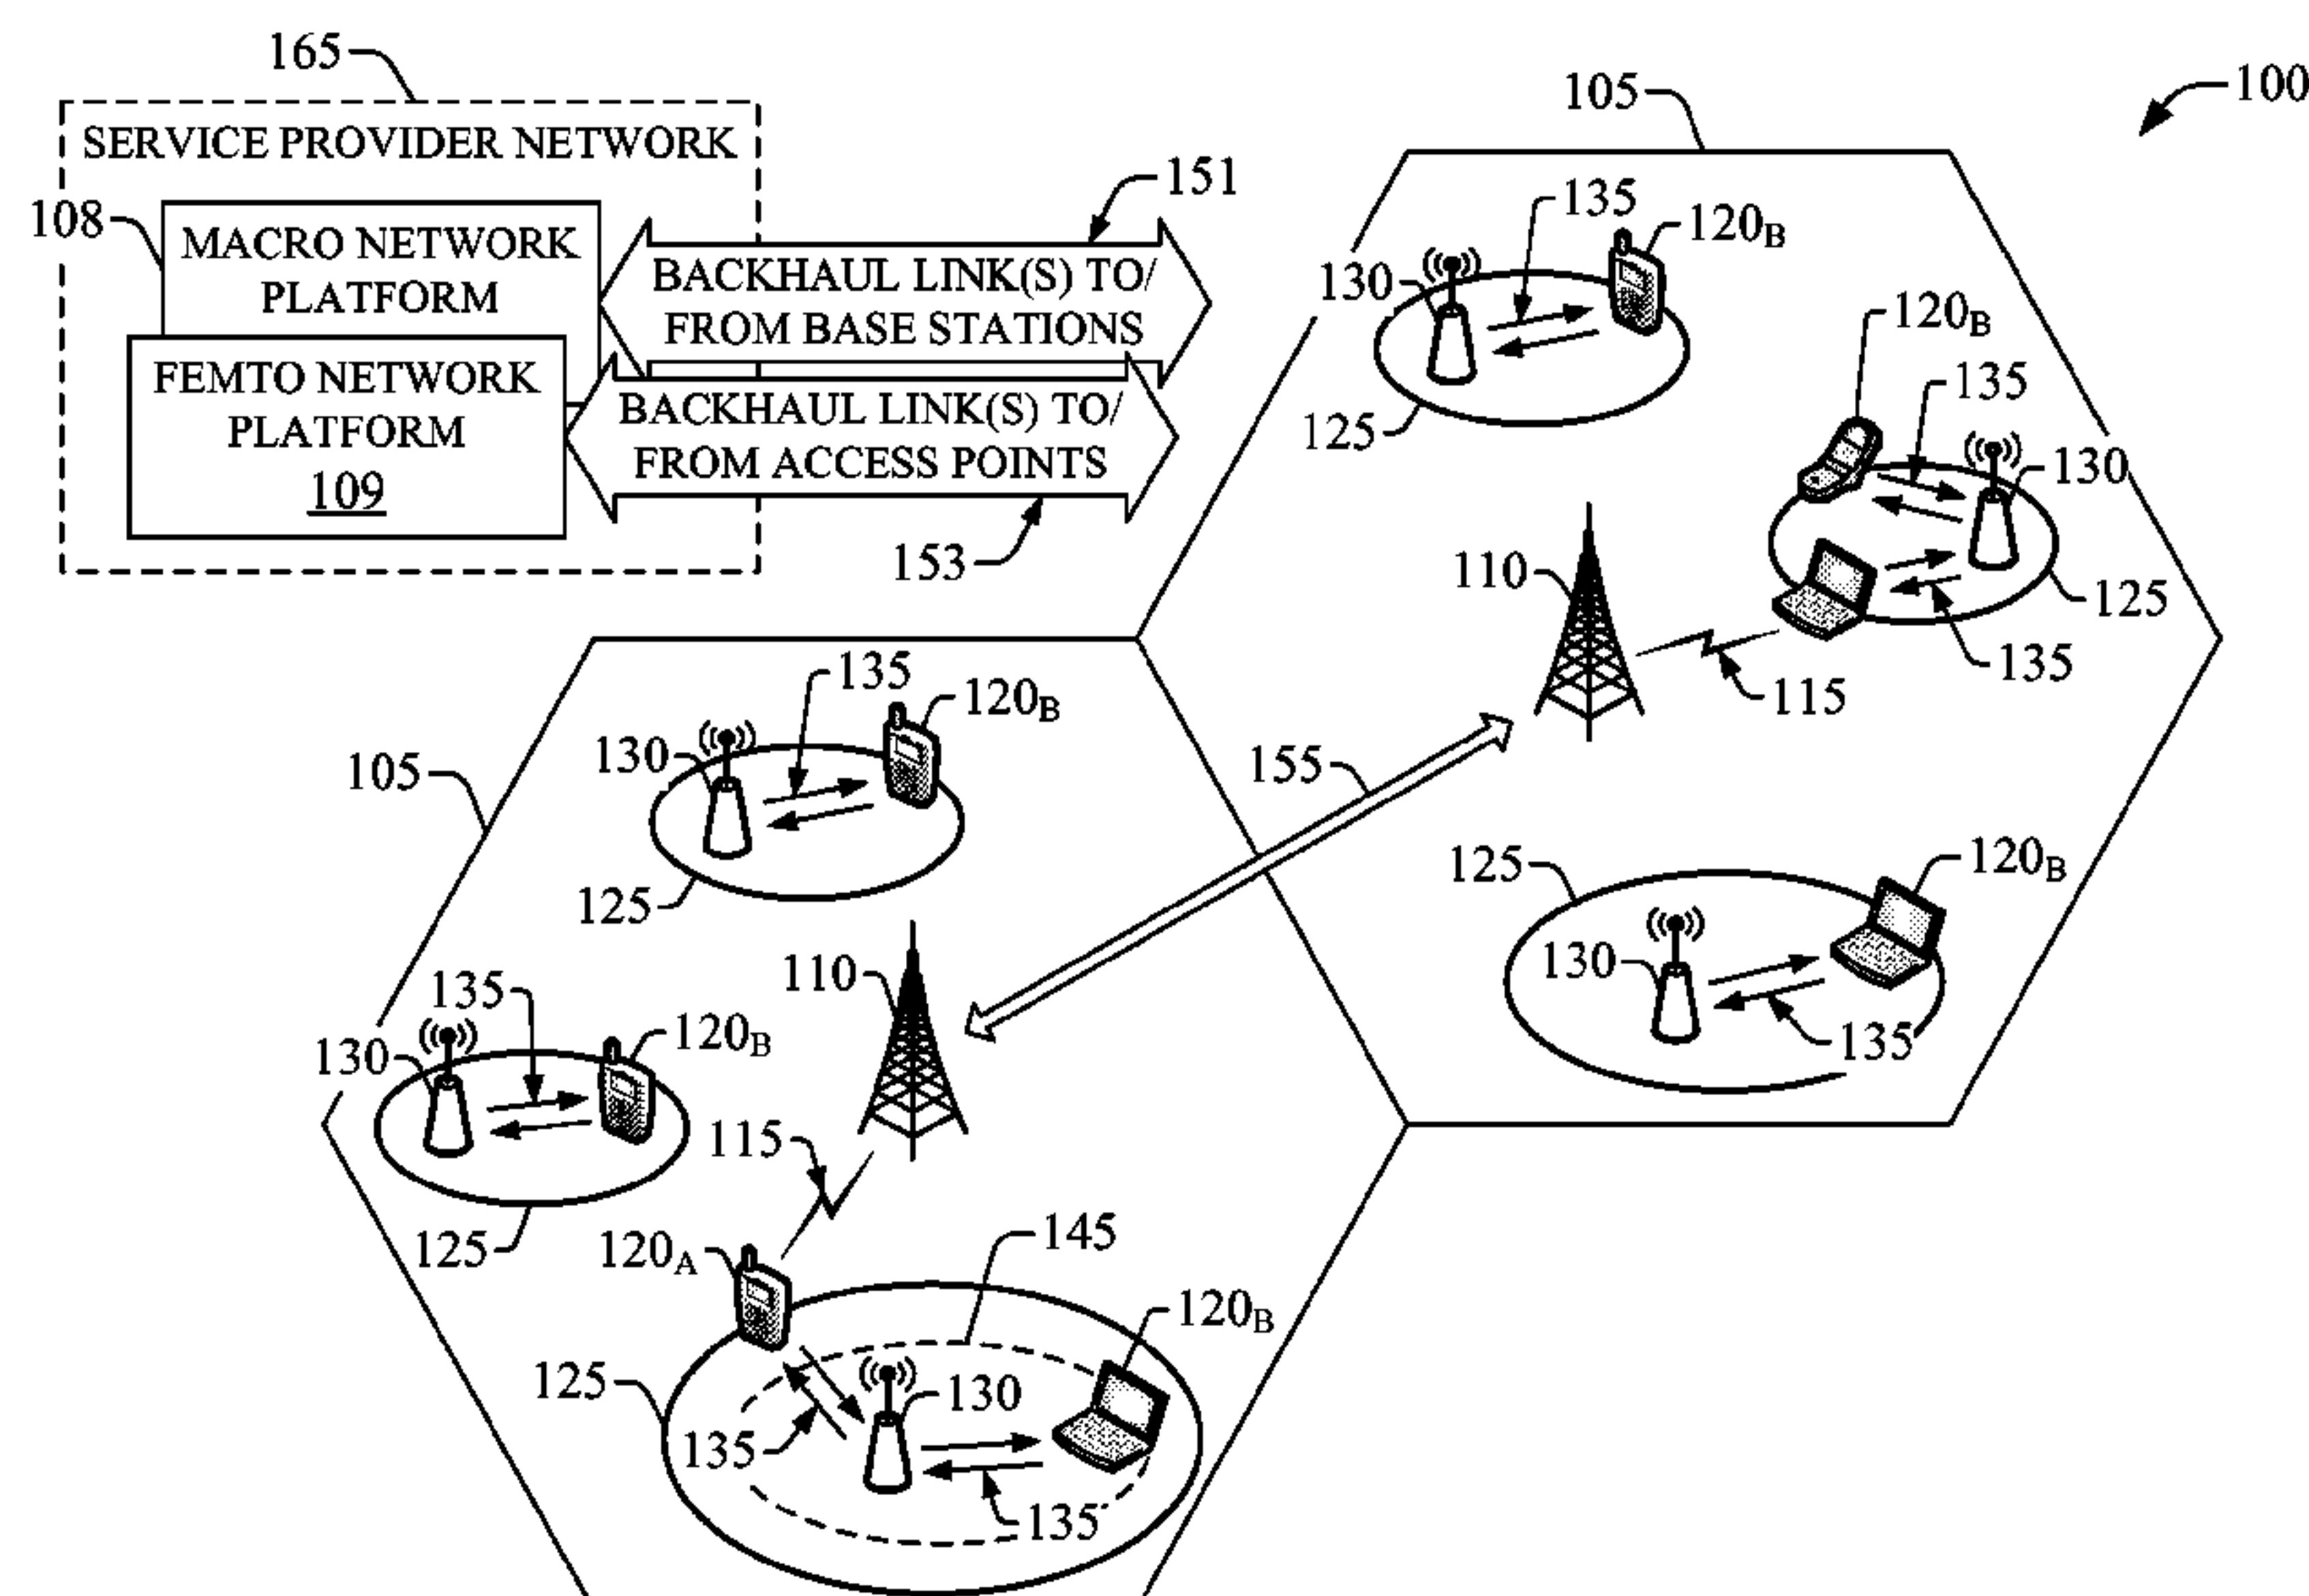 165
100
105
SERVICE PROVIDER NETWORK
151
108
MACRO NETWORK
PLATFORM
BACKHAUL LINK(S) TO/
FROM BASE STATIONS
FEMTO NETWORK
PLATFORM
109
BACKHAUL LINK(S) TO/
FROM ACCESS POINTS
153
135
120B
130
125
120B
135
130
110
125
135
115
135
120B
130
105
125
155
125
120B
130
135
110
135
120B
130
125
115
120A
145
120B
125
130
135
135